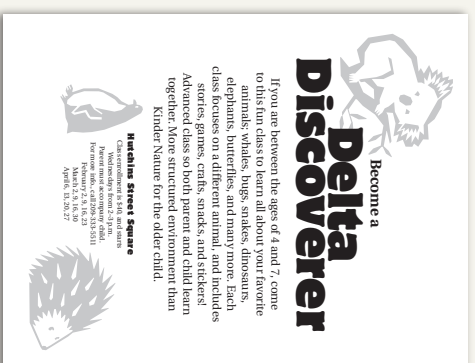 Become a
Delta
Discoverer
If you are between the ages of 4 and 7, come
to this fun class to learn all about your favorite
animals; whales, bugs, snakes, dinosaurs,
elephants, butterflies, and many more. Each
class focuses on a different animal, and includes
stories, games, crafts, snacks, and stickers!
Advanced class so both parent and child learn
together. More structured environment than
Kinder Nature for the older child.
Hutchins Street Square
Class enrollment is $40, and starts
Wednesdays from 2-3 p.m.
Parent must accompany child.
For more info., call 209-333-5511
February 2, 9, 16, 23
March 2, 9, 16, 30
April 6, 13, 20, 27